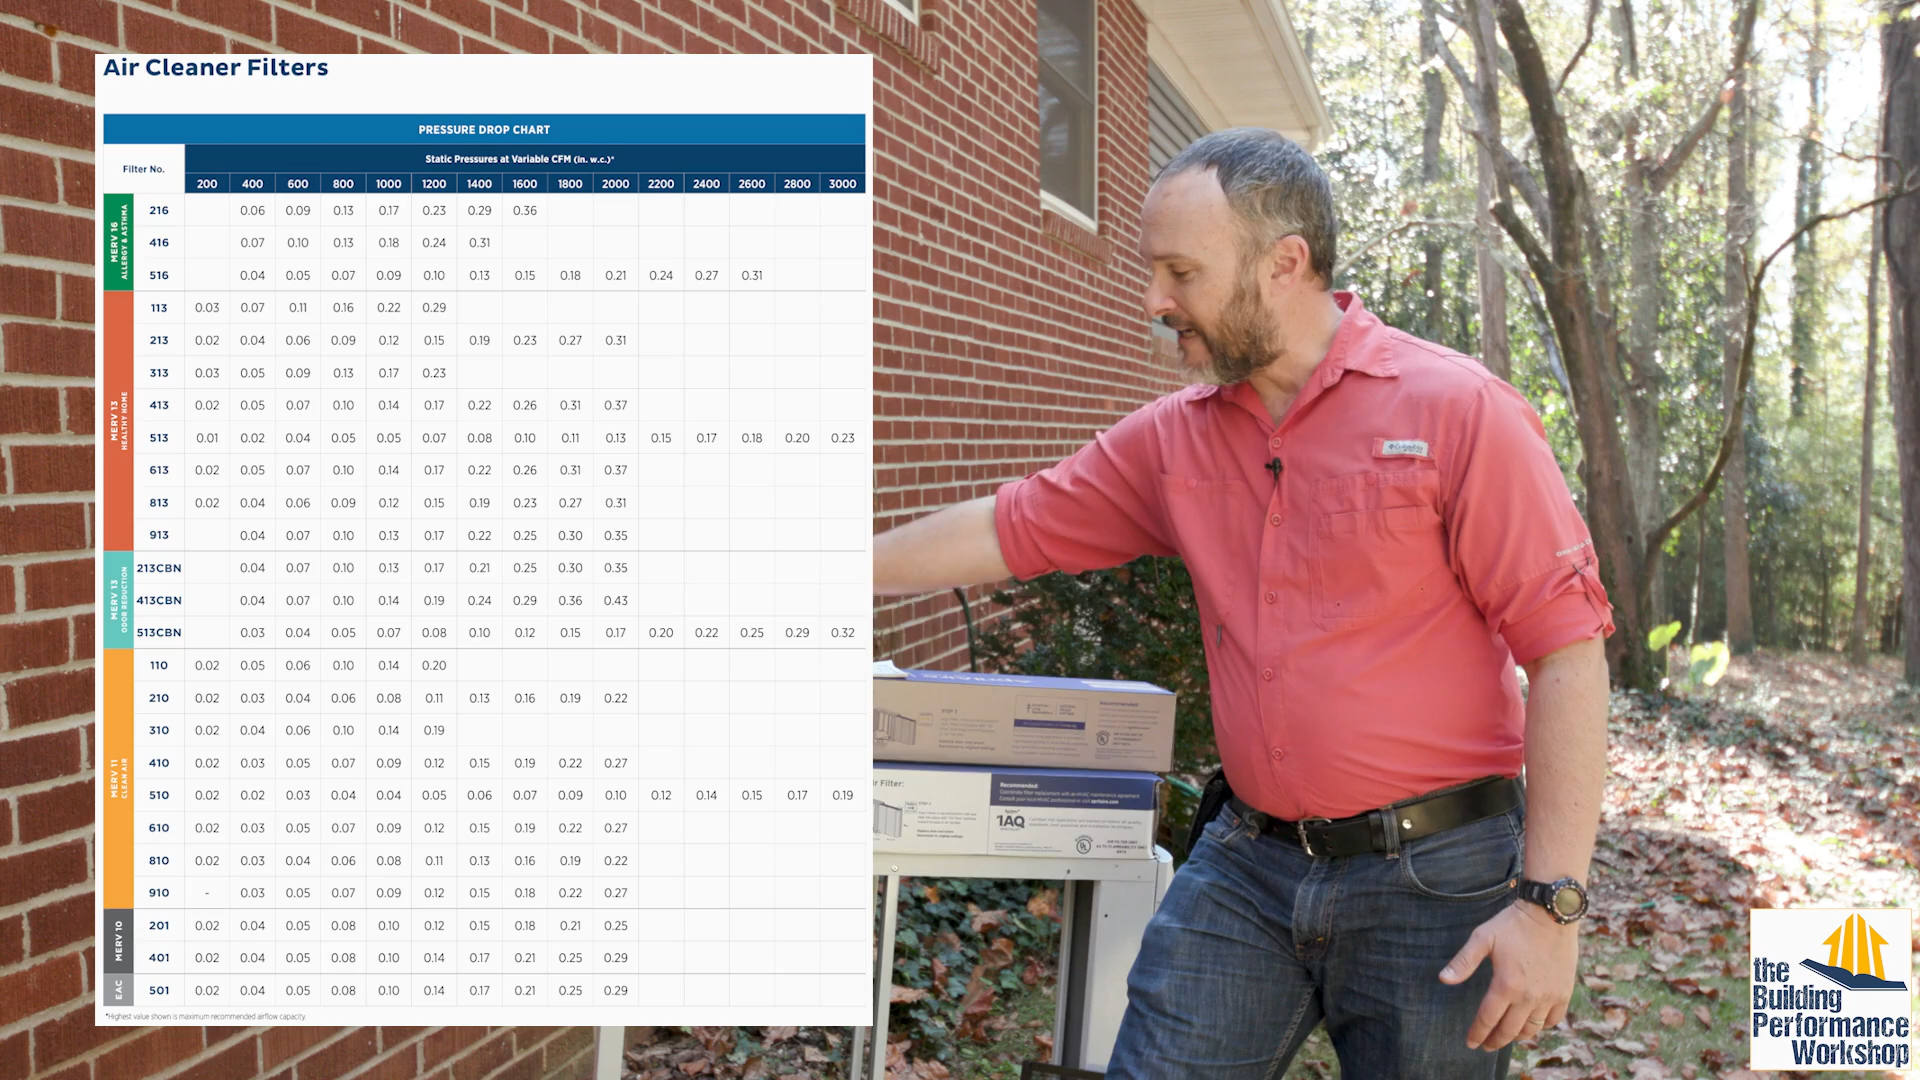 Air Cleaner Filters
PRESSURE DROP CHART
Filter No.
Static Pressures at Variable CFM (in. w.c.)*
200 400 600 800 1000 1200 1400 1600 1800 2000 2200 2400 2600 2800 3000
MERV 16
ALLERGY & ASTHMA
216 0.06 0.09 0.13 0.17 0.23 0.29 0.36
416 0.07 0.10 0.13 0.18 0.24 0.31
516 0.04 0.05 0.07 0.09 0.10 0.13 0.15 0.18 0.21 0.24 0.27 0.31
MERV 13
HEALTHY HOME
113 0.03 0.07 0.11 0.16 0.22 0.29
213 0.02 0.04 0.06 0.09 0.12 0.15 0.19 0.23 0.27 0.31
313 0.03 0.05 0.09 0.13 0.17 0.23
413 0.02 0.05 0.07 0.10 0.14 0.17 0.22 0.26 0.31 0.37
513 0.01 0.02 0.04 0.05 0.05 0.07 0.08 0.10 0.11 0.13 0.15 0.17 0.18 0.20 0.23
613 0.02 0.05 0.07 0.10 0.14 0.17 0.22 0.26 0.31 0.37
813 0.02 0.04 0.06 0.09 0.12 0.15 0.19 0.23 0.27 0.31
913 0.04 0.07 0.10 0.13 0.17 0.22 0.25 0.30 0.35
MERV 13
ODOR REDUCTION
213CBN 0.04 0.07 0.10 0.13 0.17 0.21 0.25 0.30 0.35
413CBN 0.04 0.07 0.10 0.14 0.19 0.24 0.29 0.36 0.43
513CBN 0.03 0.04 0.05 0.07 0.08 0.10 0.12 0.15 0.17 0.20 0.22 0.25 0.29 0.32
MERV 11
CLEAN AIR
110 0.02 0.05 0.06 0.10 0.14 0.20
210 0.02 0.03 0.04 0.06 0.08 0.11 0.13 0.16 0.19 0.22
310 0.02 0.04 0.06 0.10 0.14 0.19
410 0.02 0.03 0.05 0.07 0.09 0.12 0.15 0.19 0.22 0.27
510 0.02 0.02 0.03 0.04 0.04 0.05 0.06 0.07 0.09 0.10 0.12 0.14 0.15 0.17 0.19
610 0.02 0.03 0.05 0.07 0.09 0.12 0.15 0.19 0.22 0.27
810 0.02 0.03 0.04 0.06 0.08 0.11 0.13 0.16 0.19 0.22
910 - 0.03 0.05 0.07 0.09 0.12 0.15 0.18 0.22 0.27
MERV 10
201 0.02 0.04 0.05 0.08 0.10 0.12 0.15 0.18 0.21 0.25
401 0.02 0.04 0.05 0.08 0.10 0.14 0.17 0.21 0.25 0.29
EAC
501 0.02 0.04 0.05 0.08 0.10 0.14 0.17 0.21 0.25 0.29
*Highest value shown is maximum recommended airflow capacity.
Columbia
STEP 3
Recommended:
r Filter:
Recommended:
IAQ
the
Building
Performance
Workshop